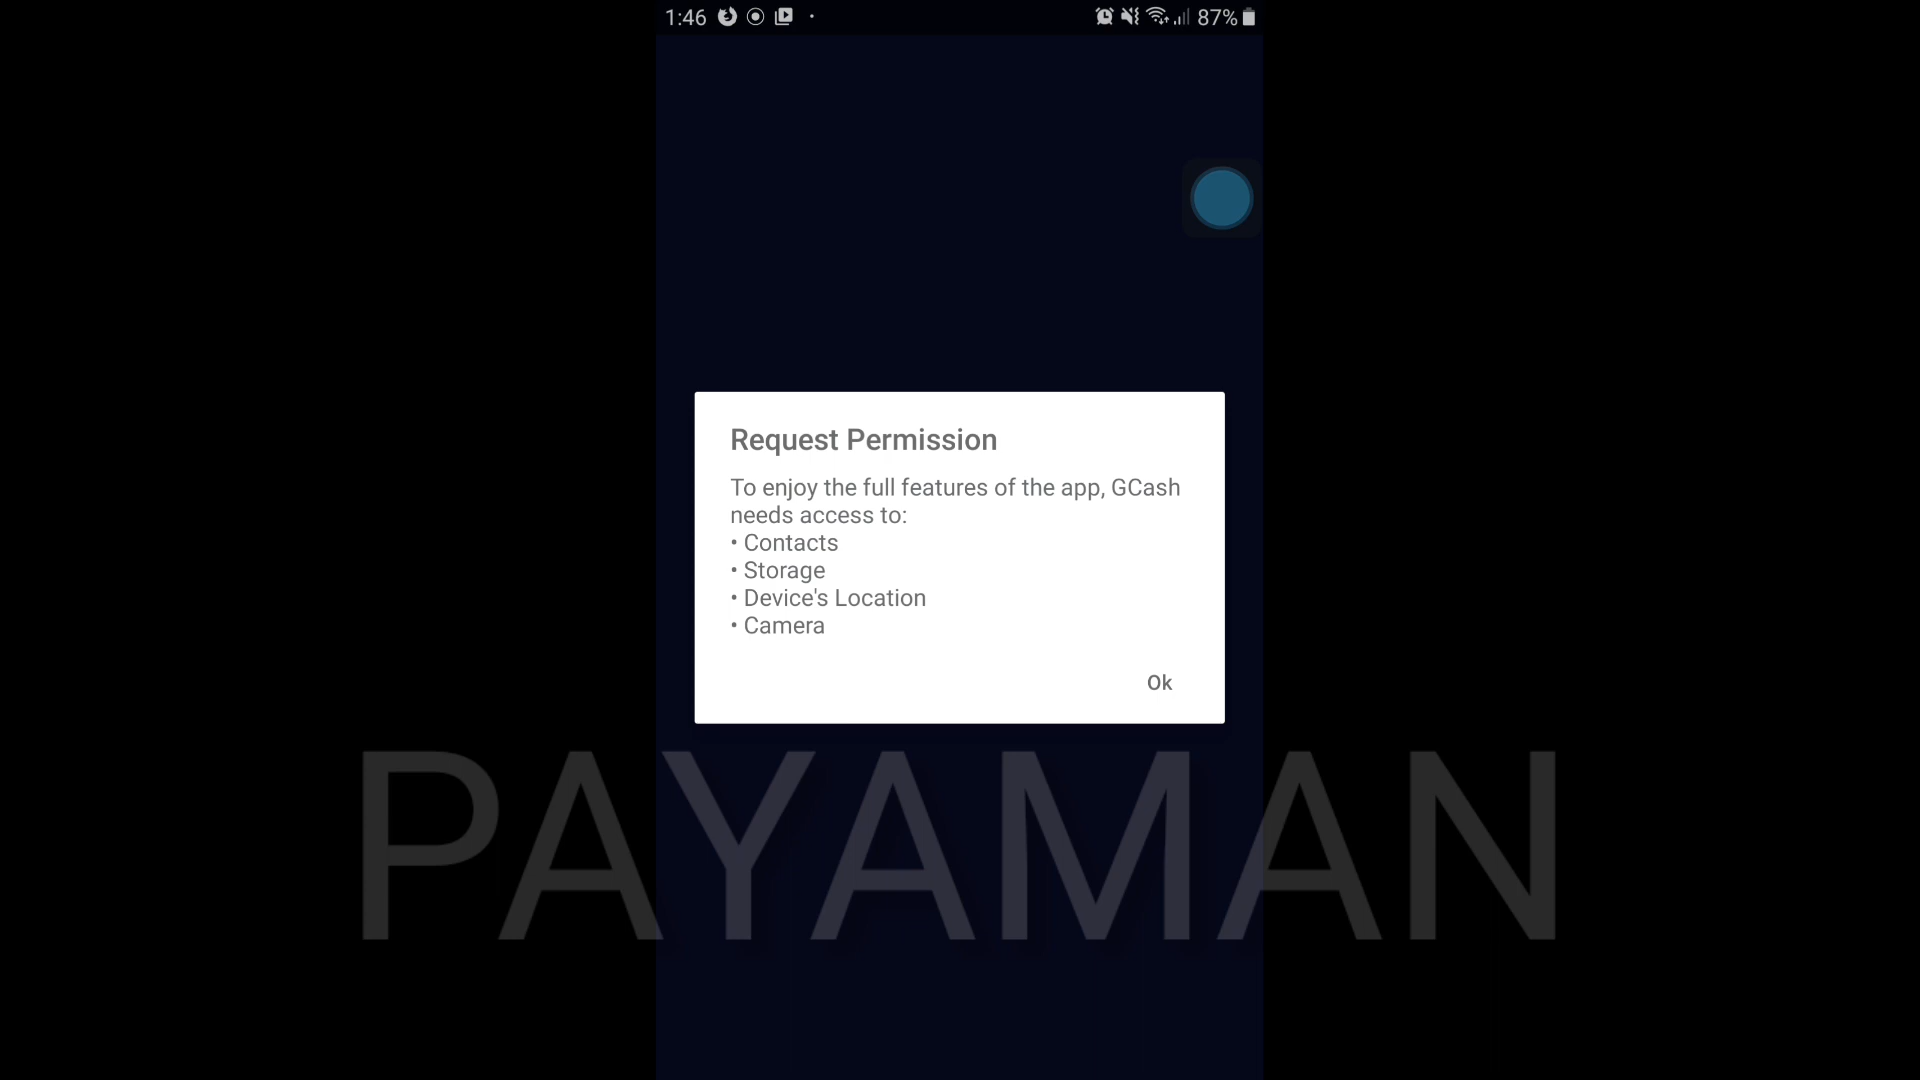 1:46
87%
Request Permission
To enjoy the full features of the app, GCash
needs access to:
• Contacts
• Storage
• Device's Location
• Camera
Ok
PAYAMAN